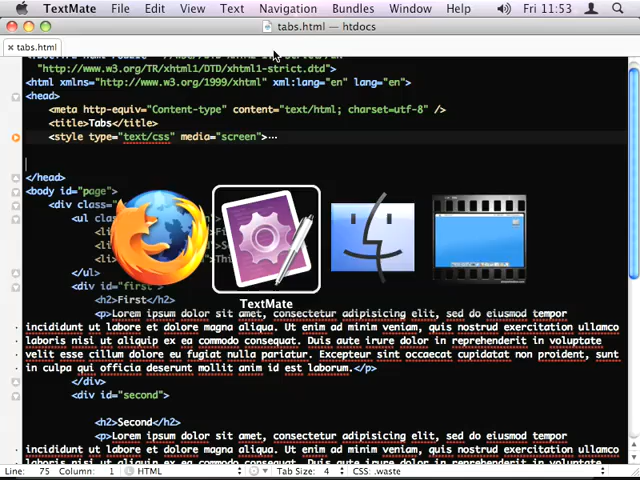 TextMate File Edit View Text Navigation Bundles Window Help Fri 11:53
tabs.html — htdocs
tabs.html
"http://www.w3.org/TR/xhtml1/DTD/xhtml1-strict.dtd">
<html xmlns="http://www.w3.org/1999/xhtml" xml:lang="en" lang="en">
<head>
<meta http-equiv="Content-type" content="text/html; charset=utf-8" />
<title>Tabs</title>
<style type="text/css" media="screen">…
</head>
<body id="page">
<div
<ul
<li>
<li>
<li>
</ul>
<div id="first">
<h2>First</h2>
TextMate
<p>Lorem ipsum dolor sit amet, consectetur adipisicing elit, sed do eiusmod tempor
incididunt ut labore et dolore magna aliqua. Ut enim ad minim veniam, quis nostrud exercitation ullamco
laboris nisi ut aliquip ex ea commodo consequat. Duis aute irure dolor in reprehenderit in voluptate
velit esse cillum dolore eu fugiat nulla pariatur. Excepteur sint occaecat cupidatat non proident, sunt
in culpa qui officia deserunt mollit anim id est laborum.</p>
</div>
<div id="second">
<h2>Second</h2>
<p>Lorem ipsum dolor sit amet, consectetur adipisicing elit, sed do eiusmod tempor
incididunt ut labore et dolore magna aliqua. Ut enim ad minim veniam, quis nostrud exercitation ullamco
Line: 75 Column: 1 HTML Tab Size: 4 CSS: .waste